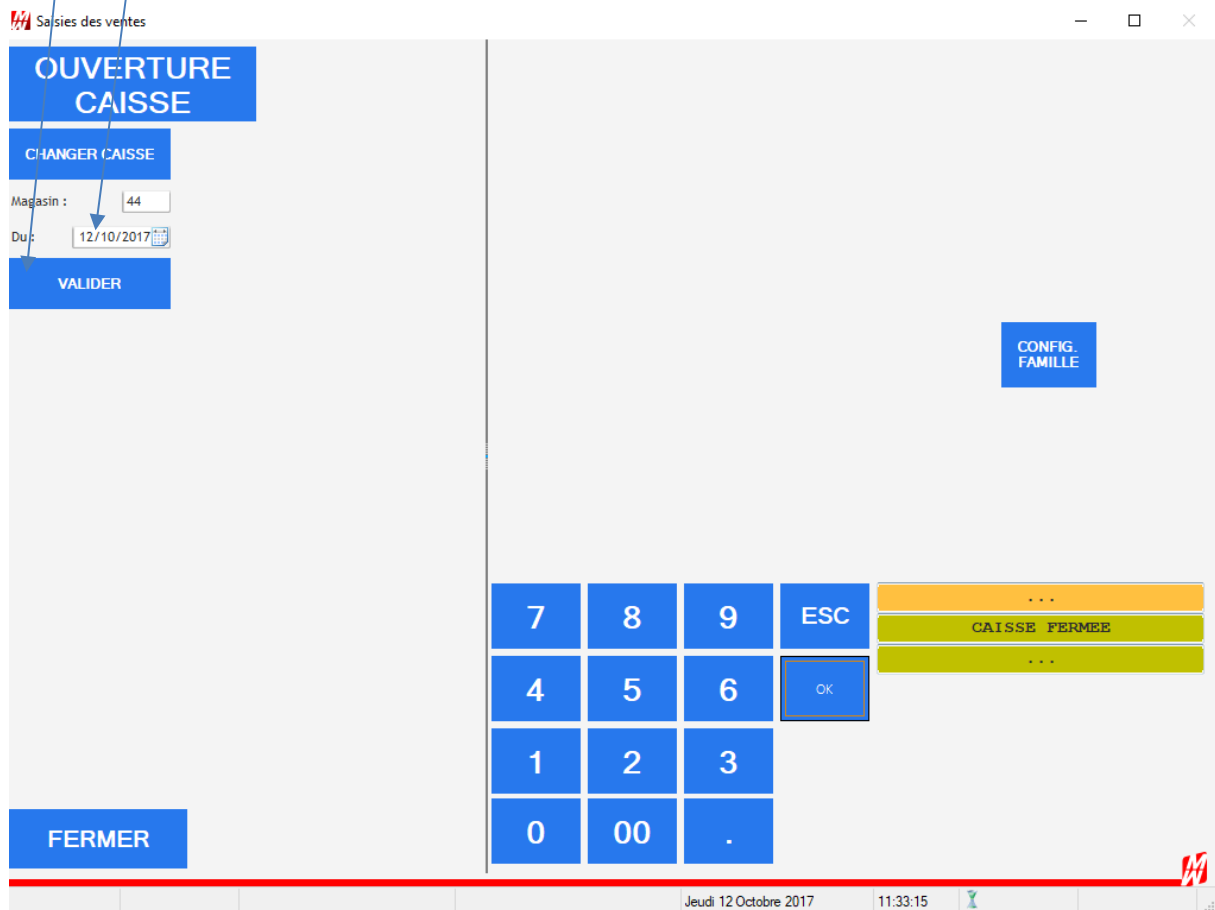 Saisies des ventes
OUVERTURE
CAISSE
CHANGER CAISSE
Magasin :
44
Du :
12/10/2017
VALIDER
CONFIG.
FAMILLE
7
8
9
ESC
4
5
6
OK
1
2
3
0
00
.
...
CAISSE FERMEE
...
FERMER
MW
Jeudi 12 Octobre 2017
11:33:15